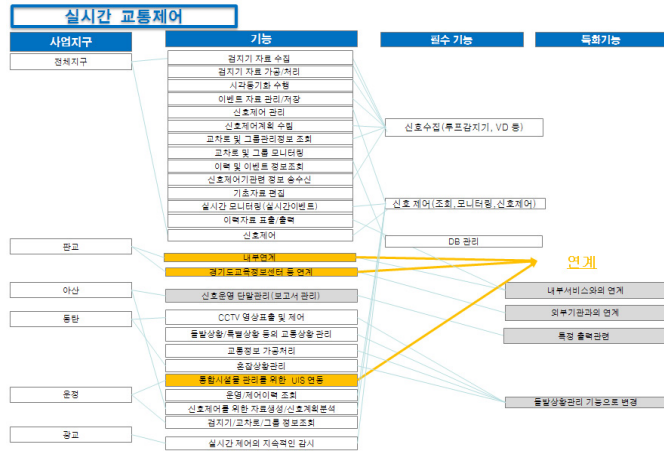 실시간 교통제어
사업지구
기능
필수 기능
특화기능
전체지구
검지기 자료 수집
검지기 자료 가공/처리
시각동기화 수행
이벤트 자료 관리/저장
신호제어 관리
신호제어계획 수립
교차로 및 그룹관리정보 조회
교차로 및 그룹 모니터링
이력 및 이벤트 정보조회
신호제어기관련 정보 송수신
기초자료 편집
실시간 모니터링(실시간이벤트)
이력자료 표출/출력
신호제어
신호수집(루프감지기, VD 등)
신호 제어(조회,모니터링,신호제어)
DB 관리
판교
내부연계
경기도교육정보센터 등 연계
연계
아산
신호운영 단말관리(보고서 관리)
내부서비스와의 연계
외부기관과의 연계
동탄
CCTV 영상표출 및 제어
돌발상황/특별상황 등의 교통상황 관리
특정 출력관련
교통정보 가공처리
혼잡상황관리
통합시설물 관리를 위한 UIS 연동
운정
운영/제어이력 조회
신호제어를 위한 자료생성/신호계획분석
돌발상황관리 기능으로 변경
검지기/교차로/그룹 정보조회
광교
실시간 제어의 지속적인 감시